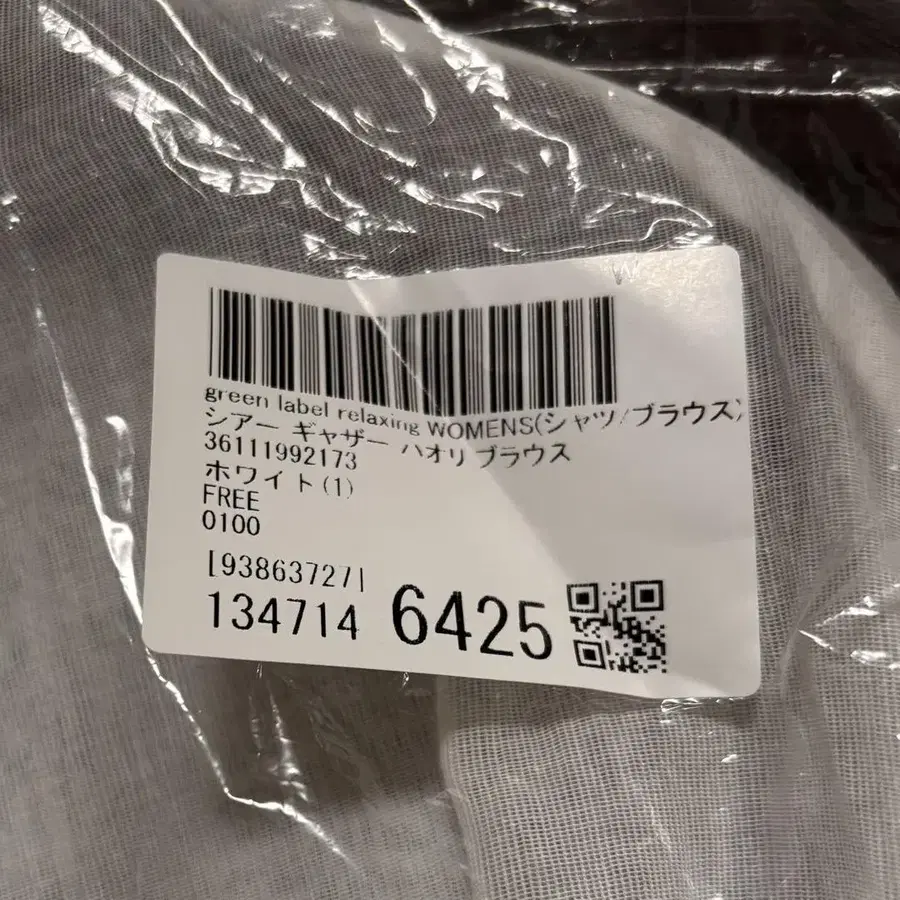 green label relaxing WOMENS(シャツ/ブラウス)
シアー ギャザー ハオリ ブラウス
36111992173
ホワイト(1)
FREE
0100
[93863727]
134714 6425